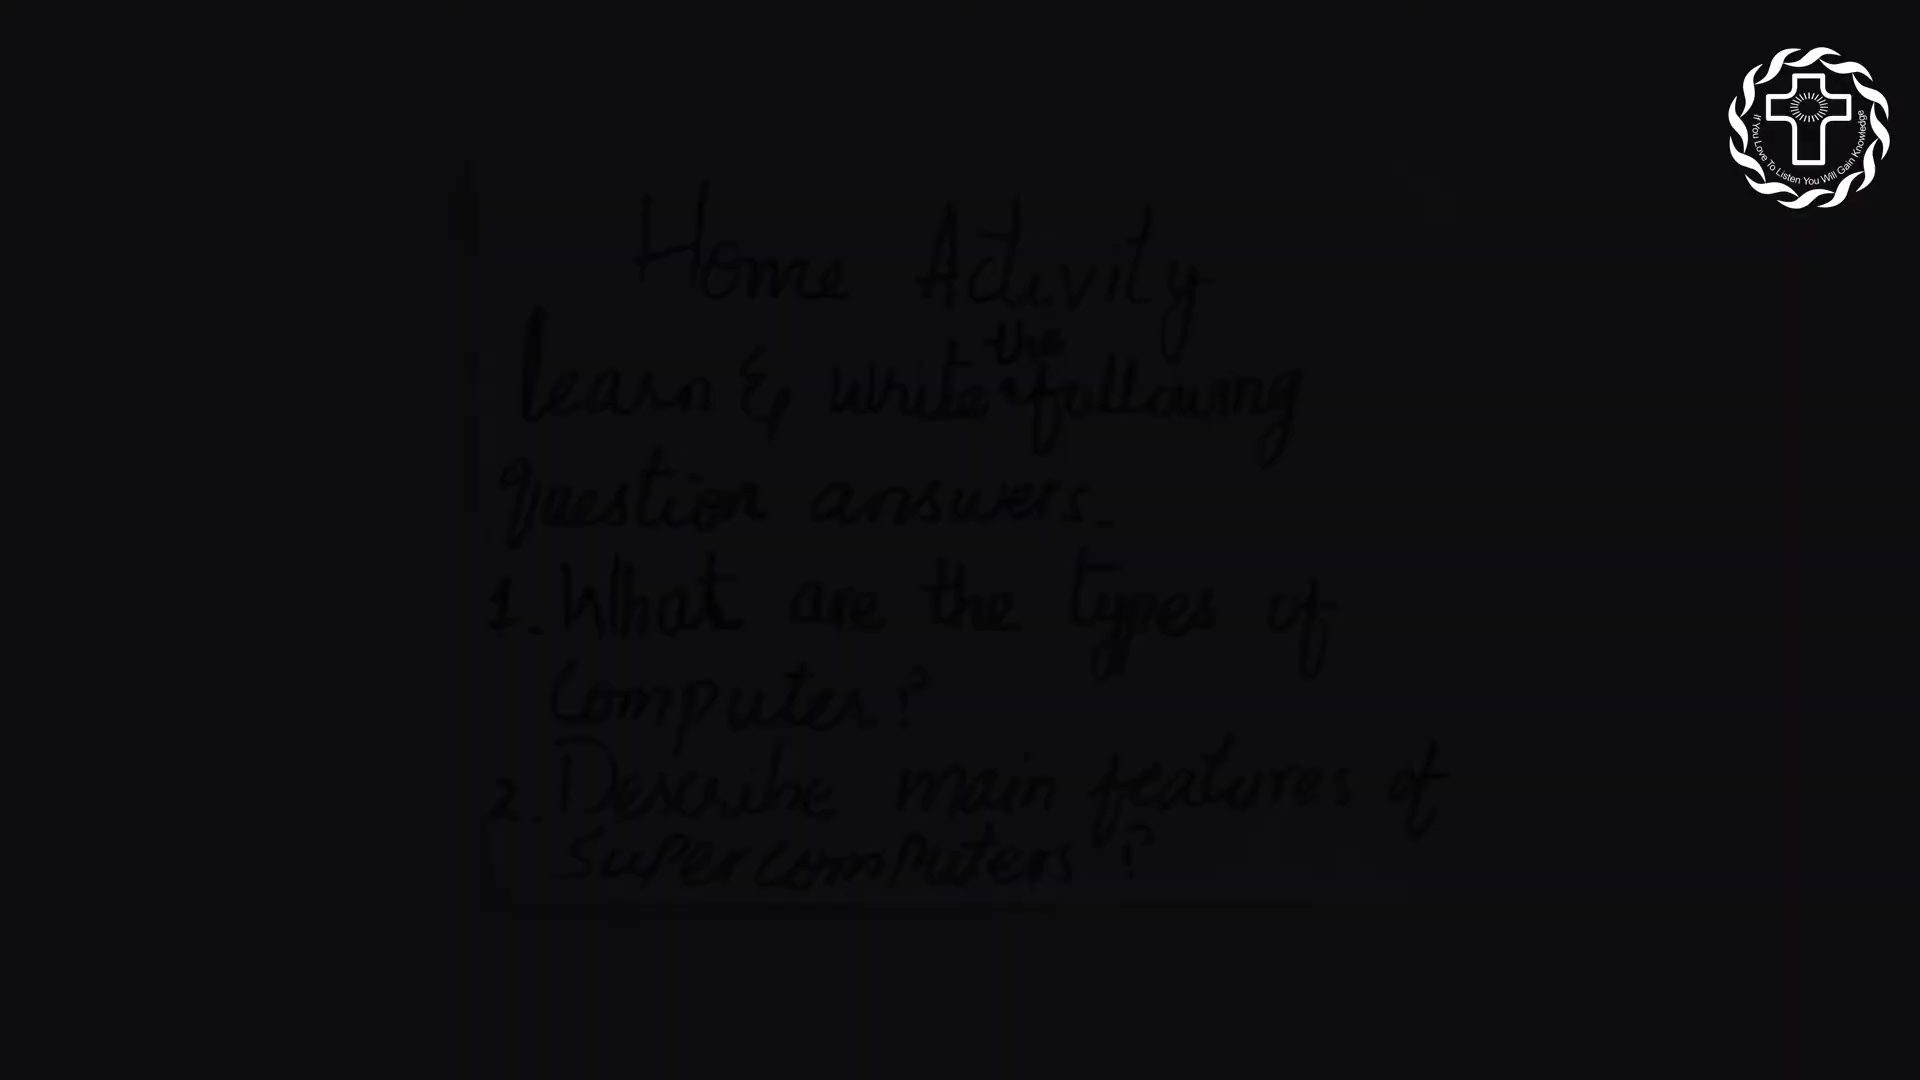 If You Love To Listen You Will Gain Knowledge
Home Activity
learn & write the following
question answers.
1. What are the types of
Computer?
2. Describe main features of
Supercomputers?